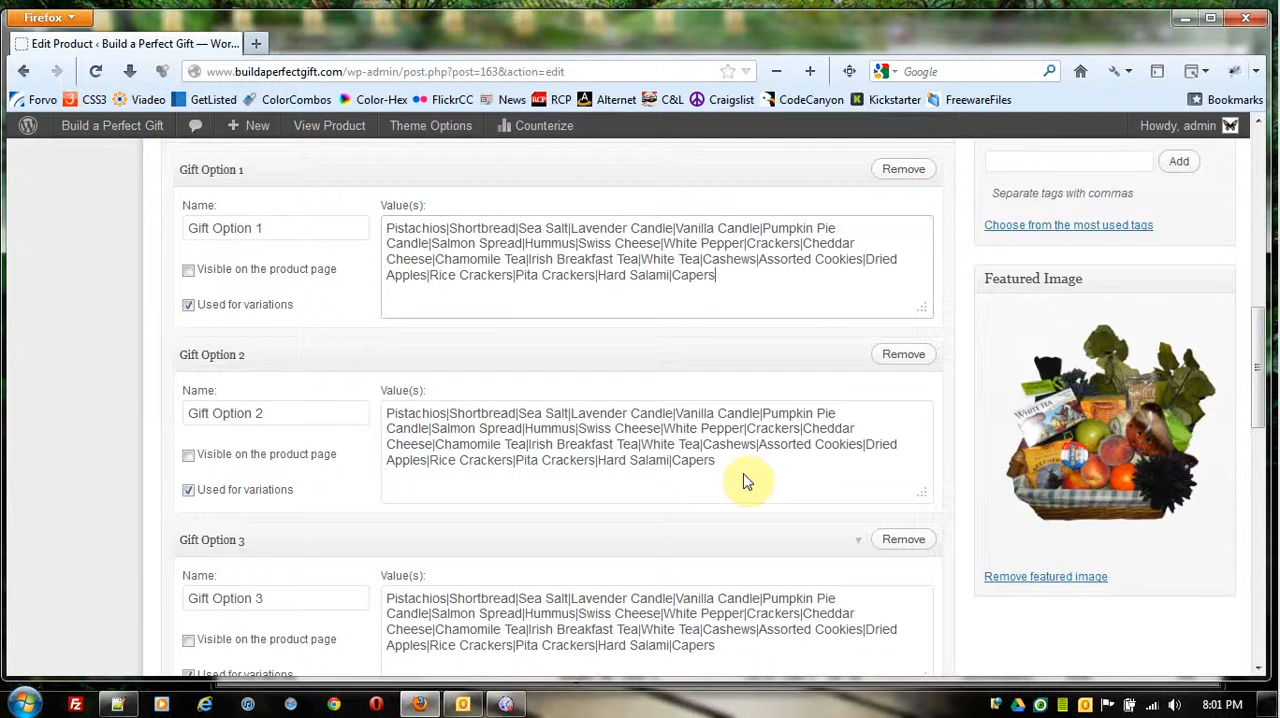 Firefox
Edit Product ‹ Build a Perfect Gift — Wor...
www.buildaperfectgift.com/wp-admin/post.php?post=163&action=edit
Google
Forvo CSS3 Viadeo GetListed ColorCombos Color-Hex FlickrCC News RCP Alternet C&L Craigslist CodeCanyon Kickstarter FreewareFiles Bookmarks
Build a Perfect Gift New View Product Theme Options Counterize Howdy, admin
Gift Option 1 Remove
Name: Value(s):
Gift Option 1
Pistachios|Shortbread|Sea Salt|Lavender Candle|Vanilla Candle|Pumpkin Pie
Candle|Salmon Spread|Hummus|Swiss Cheese|White Pepper|Crackers|Cheddar
Cheese|Chamomile Tea|Irish Breakfast Tea|White Tea|Cashews|Assorted Cookies|Dried
Apples|Rice Crackers|Pita Crackers|Hard Salami|Capers
Visible on the product page
Used for variations
Gift Option 2 Remove
Name: Value(s):
Gift Option 2
Pistachios|Shortbread|Sea Salt|Lavender Candle|Vanilla Candle|Pumpkin Pie
Candle|Salmon Spread|Hummus|Swiss Cheese|White Pepper|Crackers|Cheddar
Cheese|Chamomile Tea|Irish Breakfast Tea|White Tea|Cashews|Assorted Cookies|Dried
Apples|Rice Crackers|Pita Crackers|Hard Salami|Capers
Visible on the product page
Used for variations
Gift Option 3 Remove
Name: Value(s):
Gift Option 3
Pistachios|Shortbread|Sea Salt|Lavender Candle|Vanilla Candle|Pumpkin Pie
Candle|Salmon Spread|Hummus|Swiss Cheese|White Pepper|Crackers|Cheddar
Cheese|Chamomile Tea|Irish Breakfast Tea|White Tea|Cashews|Assorted Cookies|Dried
Apples|Rice Crackers|Pita Crackers|Hard Salami|Capers
Visible on the product page
Used for variations
Add
Separate tags with commas
Choose from the most used tags
Featured Image
WHITE TEA
Remove featured image
8:01 PM